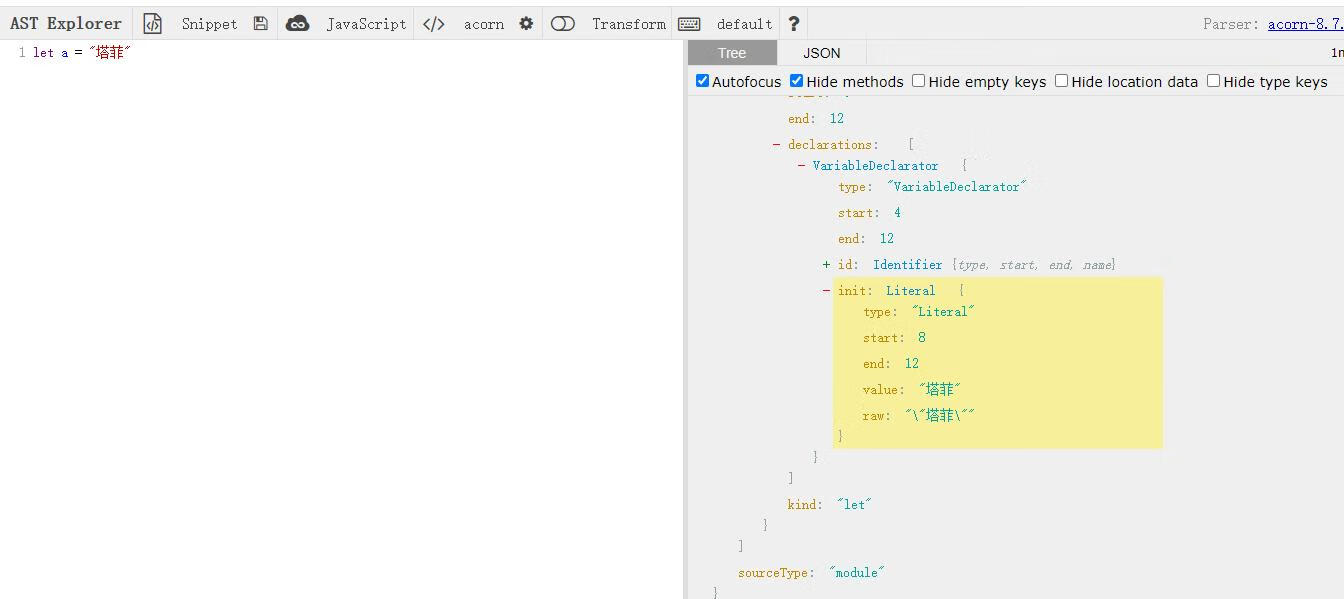 AST Explorer Snippet JavaScript </> acorn Transform default ? Parser: acorn-8.7.
Tree JSON
1 let a = "塔菲"
Autofocus Hide methods Hide empty keys Hide location data Hide type keys
end: 12
- declarations: [
- VariableDeclarator {
type: "VariableDeclarator"
start: 4
end: 12
+ id: Identifier {type, start, end, name}
- init: Literal {
type: "Literal"
start: 8
end: 12
value: "塔菲"
raw: "\"塔菲\""
}
}
]
kind: "let"
}
]
sourceType: "module"
}